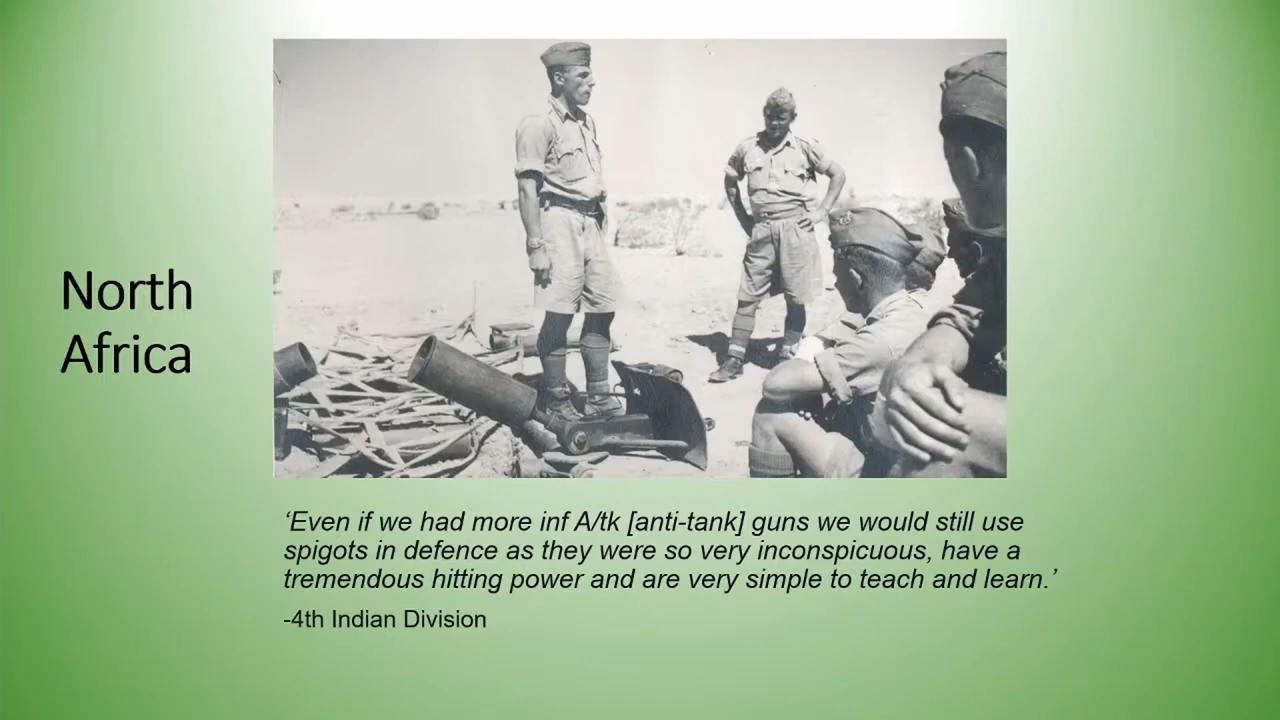 North
Africa
‘Even if we had more inf A/tk [anti-tank] guns we would still use
spigots in defence as they were so very inconspicuous, have a
tremendous hitting power and are very simple to teach and learn.’
-4th Indian Division